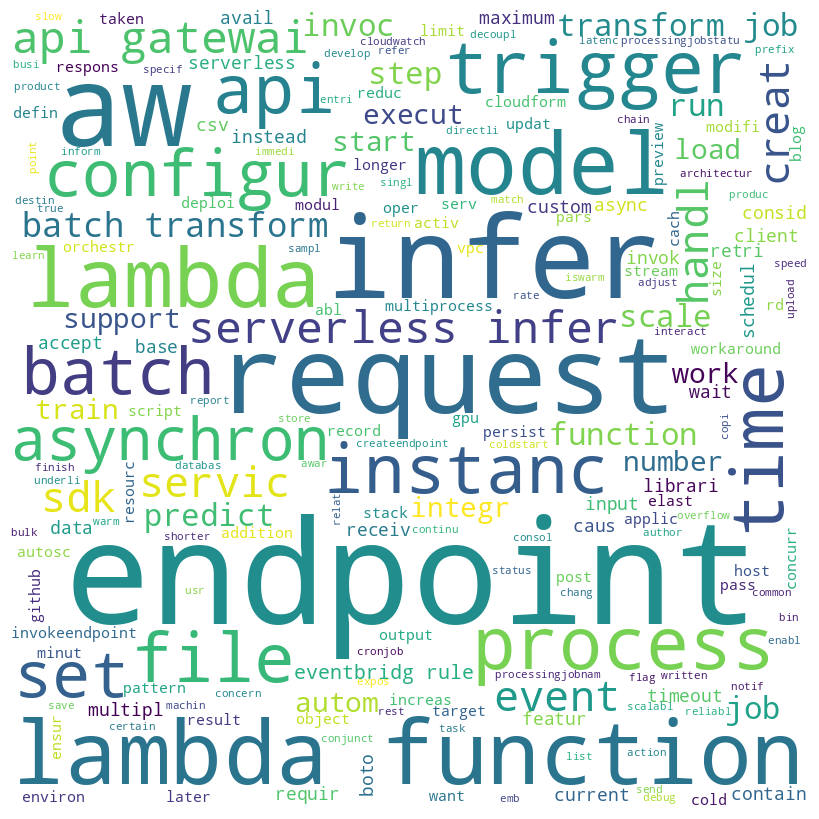 slow
taken
avail
invoc
limit
maximum
transform job
api gatewai
cloudwatch
decoupl
latenc
processingjobstatu
prefix
busi
respons
specif
serverless
develop
refer
step
cloudform
trigger
product
aw
api
entri
reduc
run
creat
blog
defin
csv
instead
execut
updat
chain
modifi
point
inform
immedi
start
directli
preview
load
configur
longer
singl
model
architectur
destin
true
deploi
write
modul
oper
serv
custom
async
produc
batch transform
return
activ
match
pars
cach
handl
consid
client
learn
orchestr
sampl
vpc
invok
retri
lambda
infer
iswarm
stream
size
adjust
schedul
speed
abl
multiprocess
rate
rd
upload
support
serverless infer
scale
interact
accept
base
workaround
batch
request
work
time
train
script
report
gpu
persist
wait
copi
store
record
createendpoint
coldstart
function
asynchron
instanc
number
finish
underli
databas
awar
servic
librari
resourc
warm
sdk
predict
relat
stack
integr
input
elast
overflow
data
receiv
continu
caus
applic
author
bulk
shorter
addition
consol
concurr
autosc
endpoint
status
host
github
chang
pass
common
usr
post
bin
invokeendpoint
minut
output
process
enabl
file
cronjob
set
pattern
concern
eventbridg rule
processingjobnam
flag
written
notif
expos
event
timeout
save
machin
autom
increas
scalabl
reliabl
job
multipl
result
object
rest
target
featur
certain
conjunct
task
ensur
lambda function
list
action
boto
environ
later
requir
want
emb
current
send
debug
cold
contain